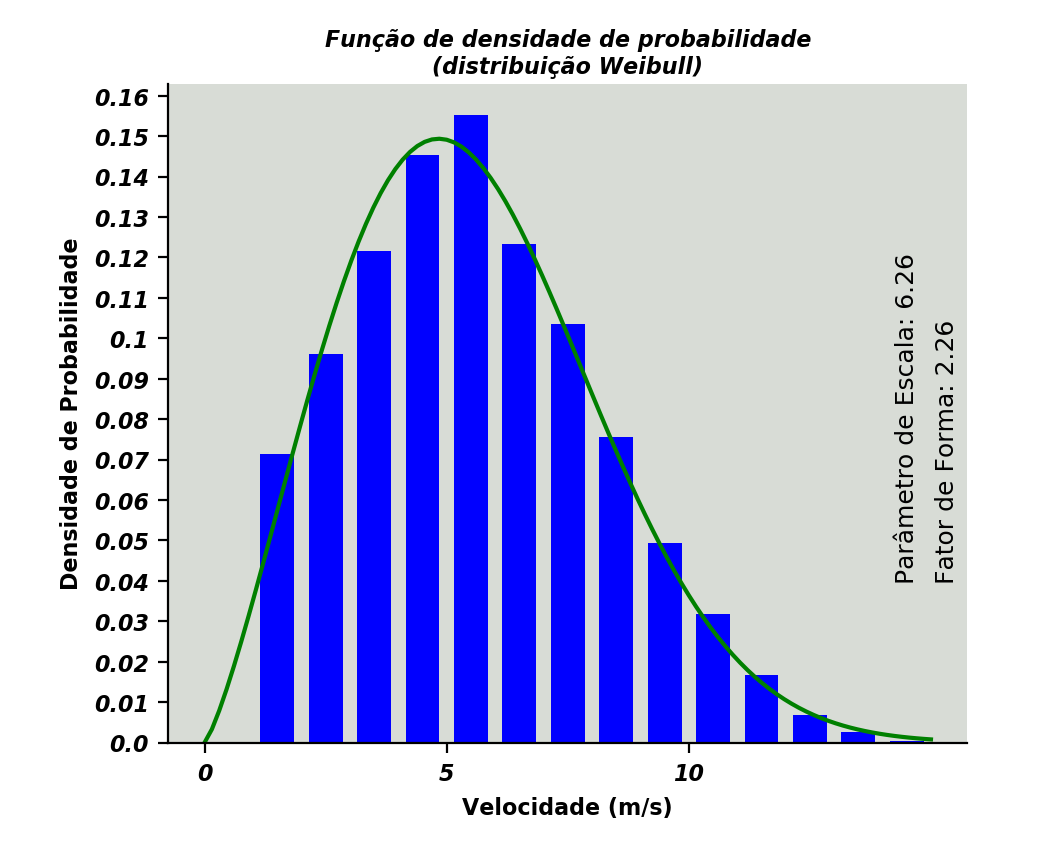 Função de densidade de probabilidade
(distribuição Weibull)
Densidade de Probabilidade
0.16
0.15
0.14
0.13
0.12
0.11
0.1
0.09
0.08
0.07
0.06
0.05
0.04
0.03
0.02
0.01
0.0
Parâmetro de Escala: 6.26
Fator de Forma: 2.26
0 5 10
Velocidade (m/s)